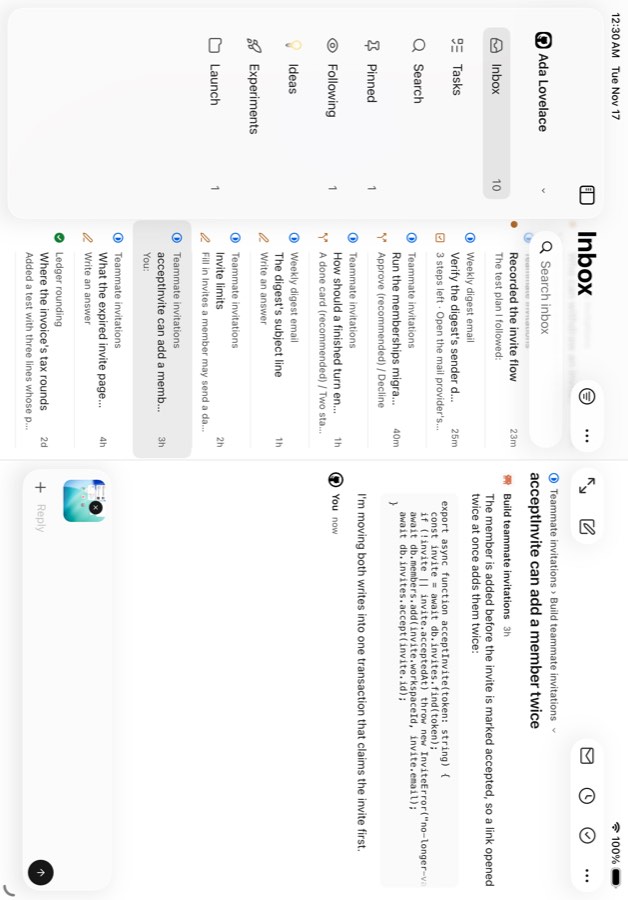 12:30 AM Tue Nov 17
100%
Ada Lovelace
Inbox 10
Tasks
Search
Pinned 1
Following 1
Ideas
Experiments
Launch 1
Inbox
Search inbox
Teammate invitations
Recorded the invite flow 23m
The test plan I followed:
Weekly digest email
Verify the digest's sender d... 25m
3 steps left · Open the mail provider's...
Teammate invitations
Run the memberships migra... 40m
Approve (recommended) / Decline
Teammate invitations
How should a finished turn en... 1h
A done card (recommended) / Two sta...
Weekly digest email
The digest's subject line 1h
Write an answer
Teammate invitations
Invite limits 2h
Fill in Invites a member may send a da...
Teammate invitations
acceptInvite can add a memb... 3h
You:
Teammate invitations
What the expired invite page... 4h
Write an answer
Ledger rounding
Where the invoice's tax rounds 2d
Added a test with three lines whose p...
Teammate invitations › Build teammate invitations
acceptInvite can add a member twice
Build teammate invitations 3h
The member is added before the invite is marked accepted, so a link opened
twice at once adds them twice:
export async function acceptInvite(token: string) {
const invite = await db.invites.find(token);
if (!invite || invite.acceptedAt) throw new InviteError("no-longer-v
await db.members.add(invite.workspaceId, invite.email);
await db.invites.accept(invite.id);
}
I'm moving both writes into one transaction that claims the invite first.
You now
Reply